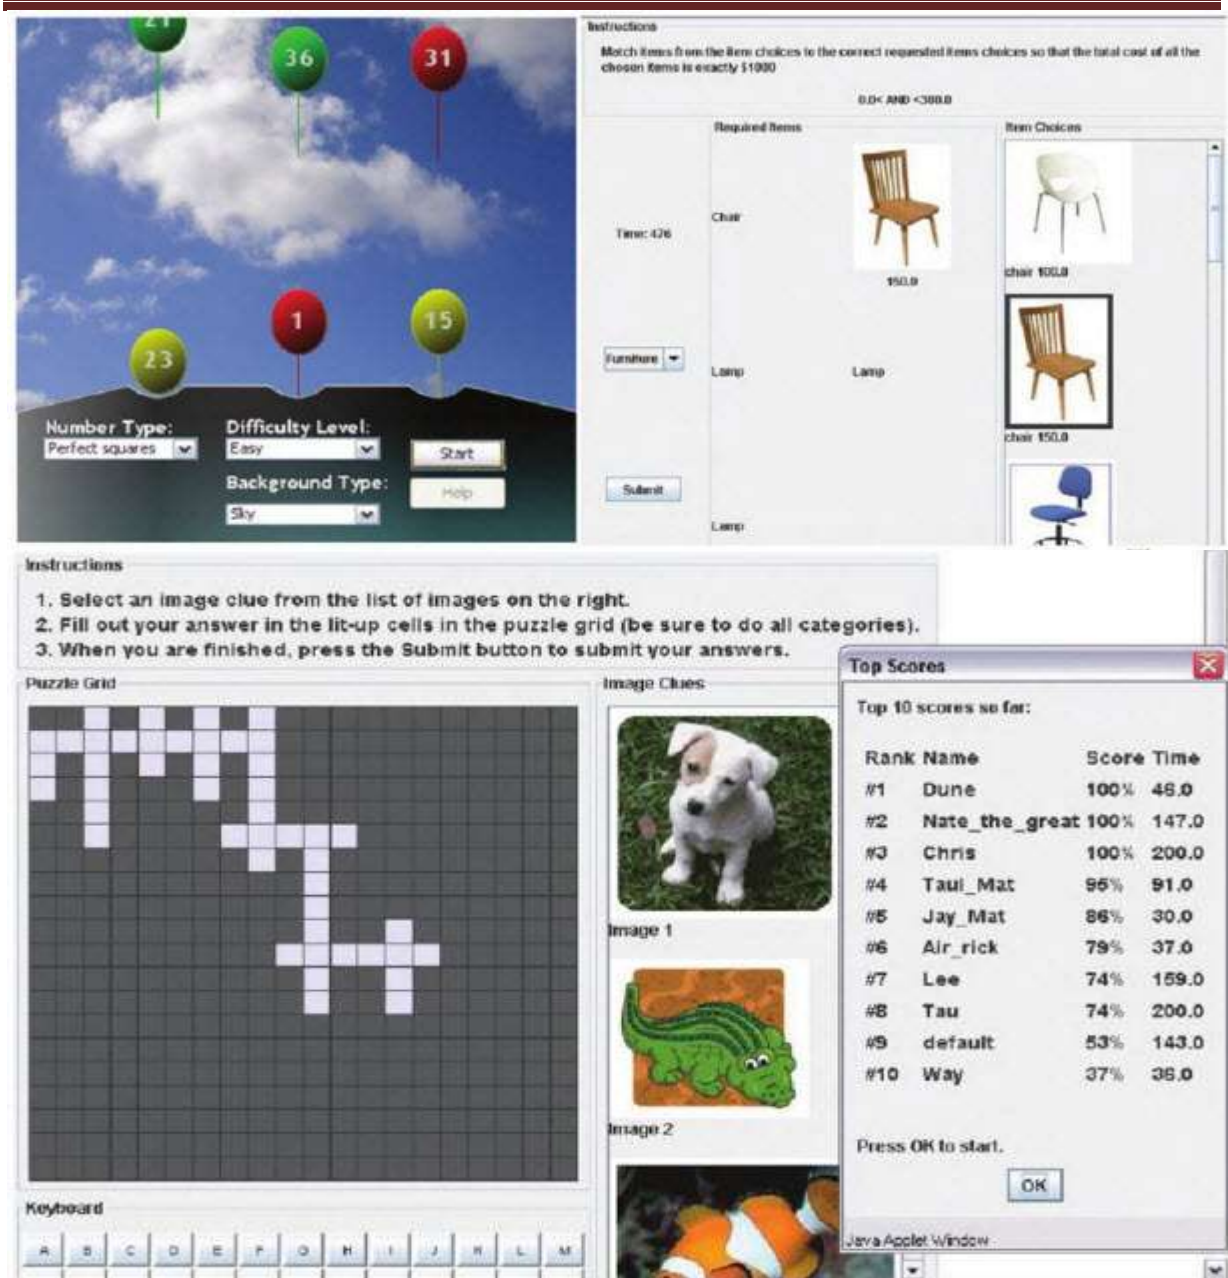 21
36
31
1
15
23
Number Type:
Perfect squares
Difficulty Level:
Easy
Start
Background Type:
Help
Sky
Instructions
Match items from the item choices to the correct requested items choices so that the total cost of all the
chosen items is exactly $1000
0.0< AND <300.0
Required Items
Item Choices
Chair
Time: 476
150.0
chair 100.0
Furniture
Lamp
Lamp
chair 150.0
Submit
Lamp
Instructions
1. Select an image clue from the list of images on the right.
2. Fill out your answer in the lit-up cells in the puzzle grid (be sure to do all categories).
3. When you are finished, press the Submit button to submit your answers.
Puzzle Grid
Image Clues
Image 1
Image 2
Keyboard
A B C D E F G H I J K L M
Top Scores
Top 10 scores so far:
Rank Name Score Time
#1 Dune 100% 46.0
#2 Nate_the_great 100% 147.0
#3 Chris 100% 200.0
#4 Taul_Mat 95% 91.0
#5 Jay_Mat 86% 30.0
#6 Air_rick 79% 37.0
#7 Lee 74% 159.0
#8 Tau 74% 200.0
#9 default 53% 143.0
#10 Way 37% 36.0
Press OK to start.
OK
Java Applet Window